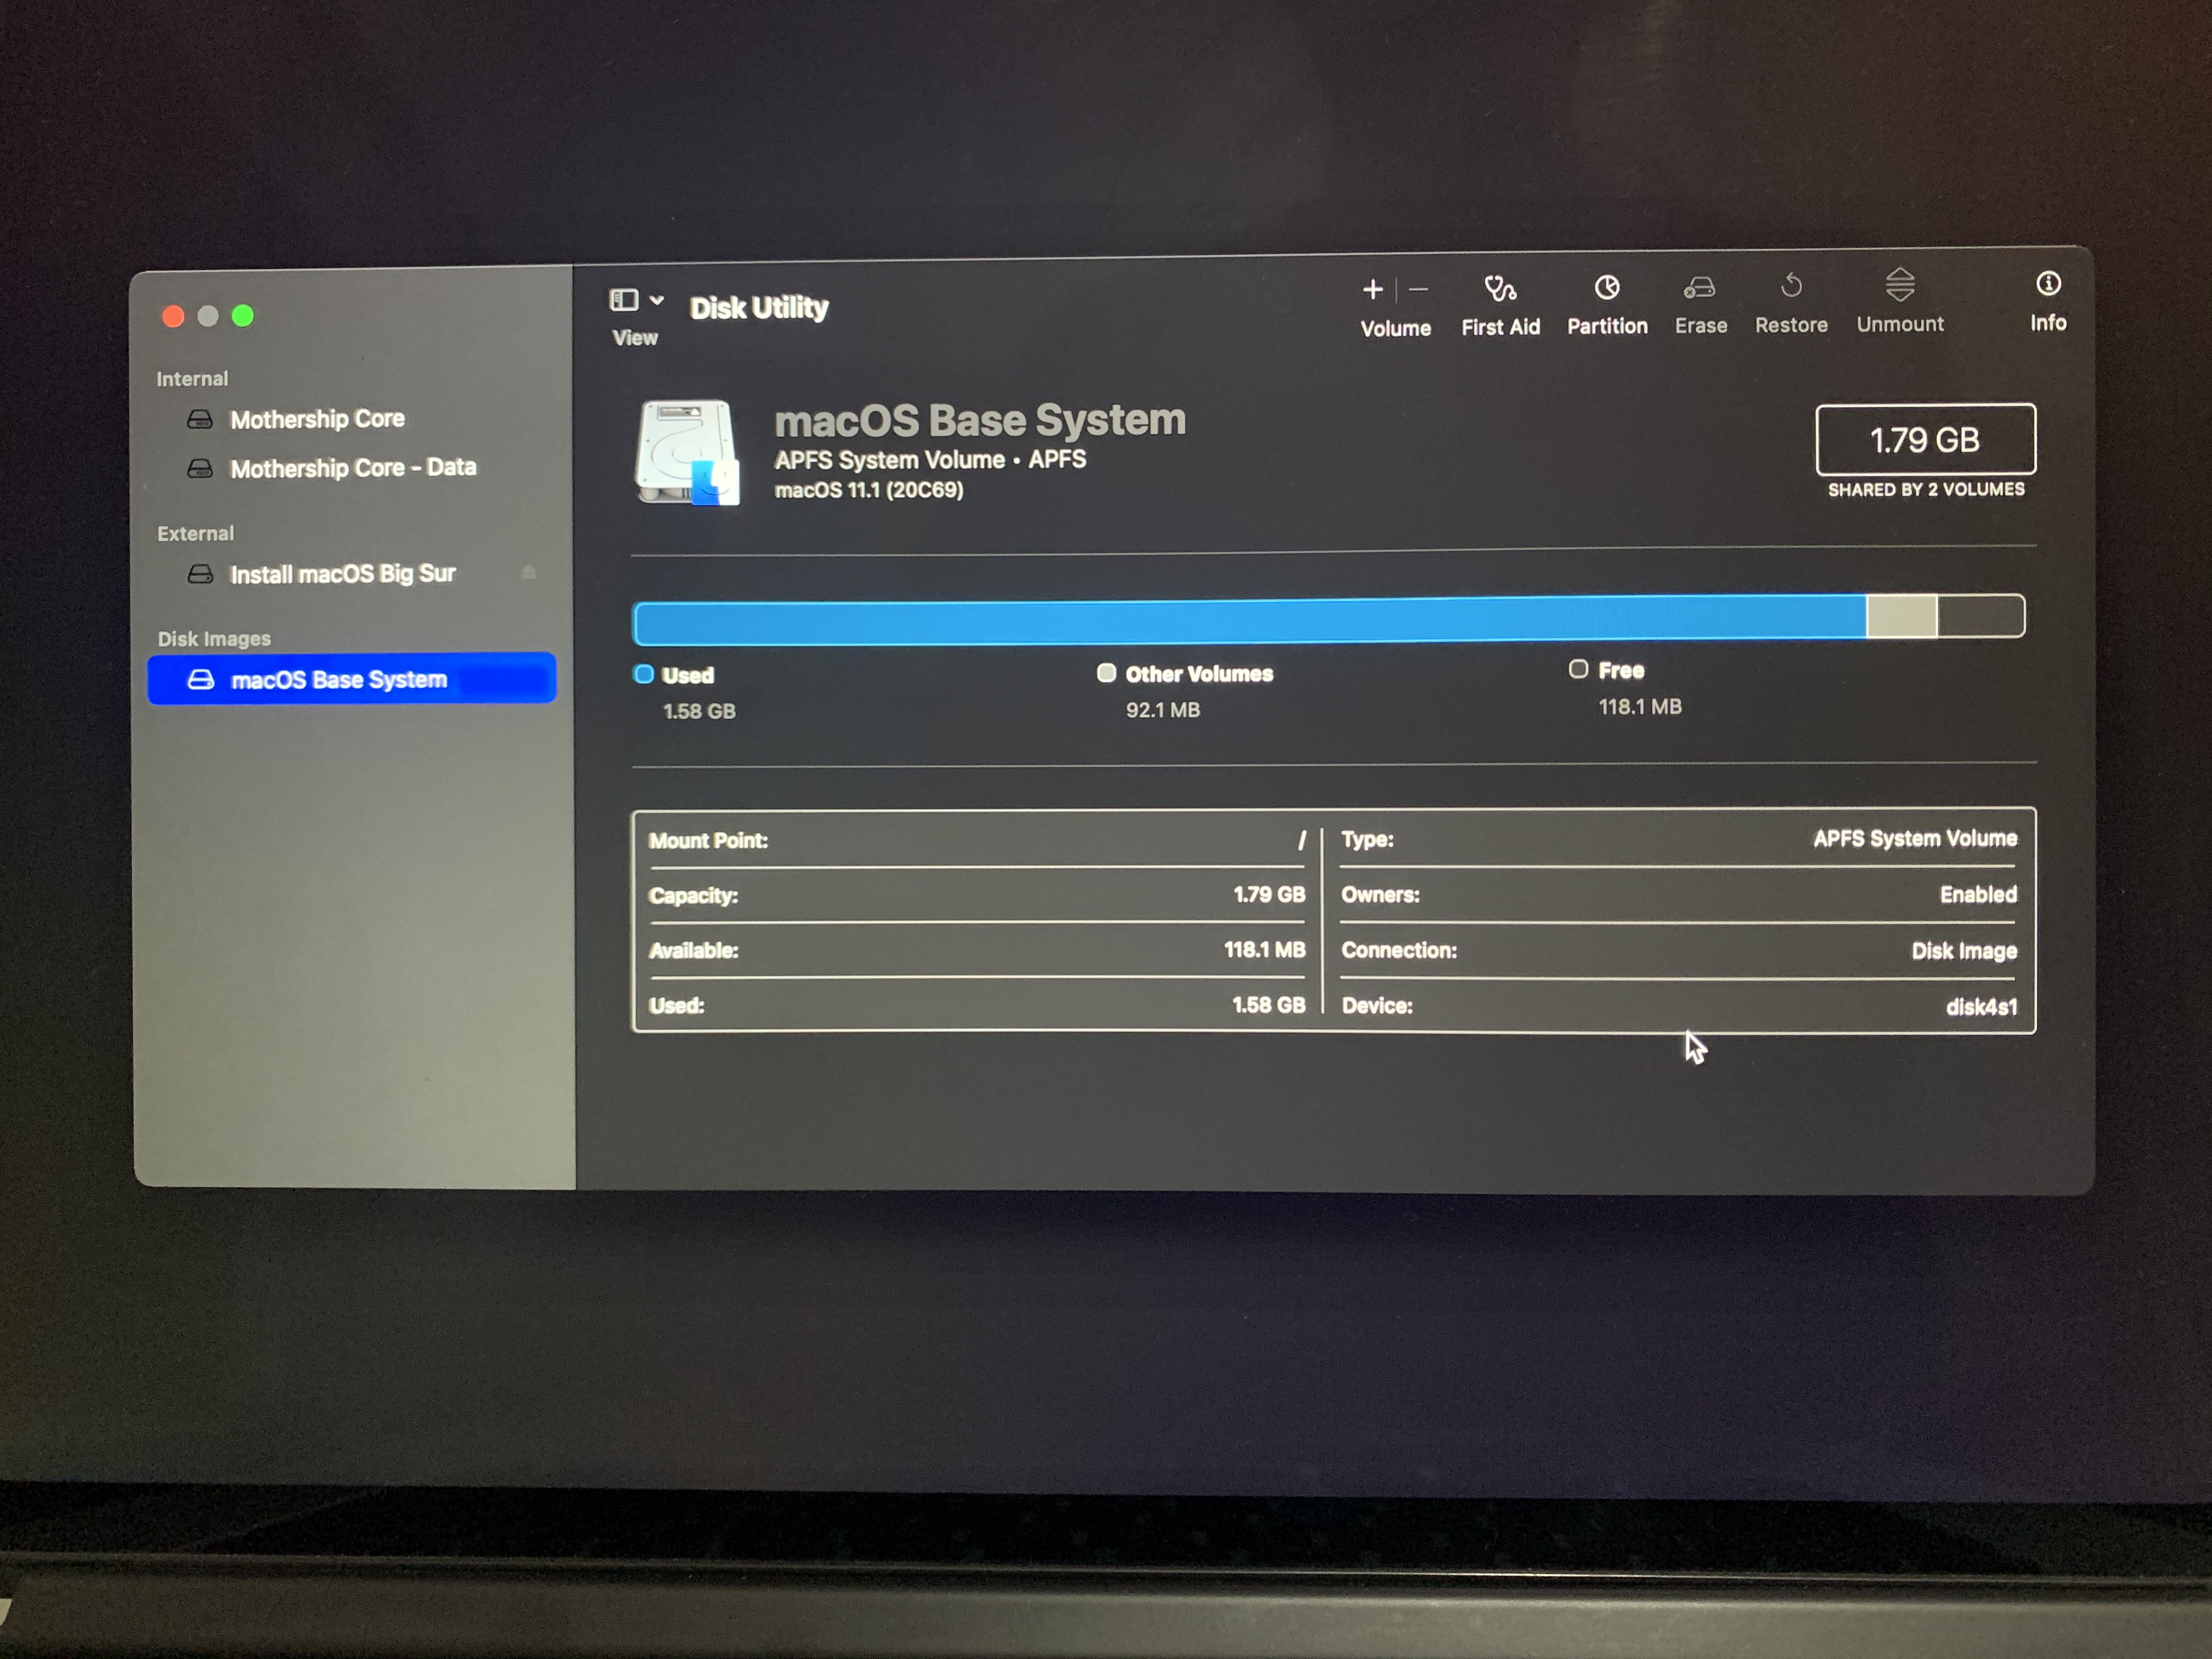 View
Disk Utility
Volume
First Aid
Partition
Erase
Restore
Unmount
Info
Internal
Mothership Core
Mothership Core - Data
External
Install macOS Big Sur
Disk Images
macOS Base System
macOS Base System
APFS System Volume • APFS
macOS 11.1 (20C69)
1.79 GB
SHARED BY 2 VOLUMES
Used
1.58 GB
Other Volumes
92.1 MB
Free
118.1 MB
Mount Point: /
Capacity: 1.79 GB
Available: 118.1 MB
Used: 1.58 GB
Type: APFS System Volume
Owners: Enabled
Connection: Disk Image
Device: disk4s1